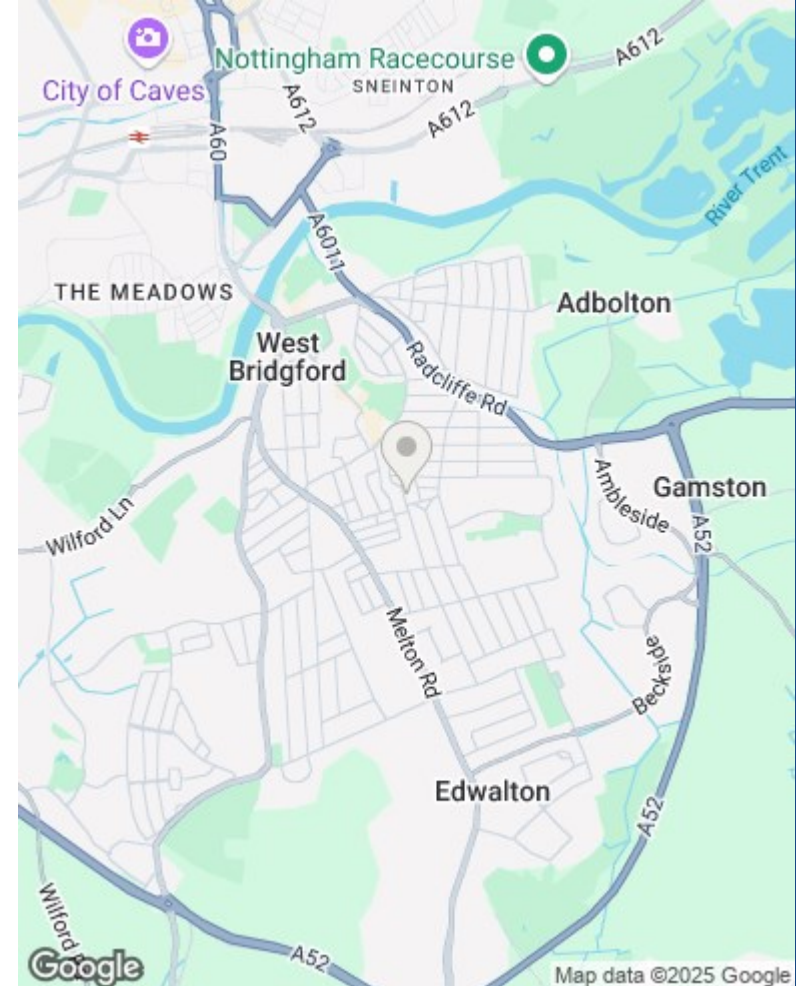 Nottingham Racecourse
A612
City of Caves
SNEINTON
A612
A612
A60
River Trent
A6011
THE MEADOWS
Adbolton
West
Bridgford
Radcliffe Rd
Ambleside
Gamston
Wilford Ln
A52
Melton Rd
Beckside
Edwalton
A52
Wilford
A52
Google
Map data ©2025 Google